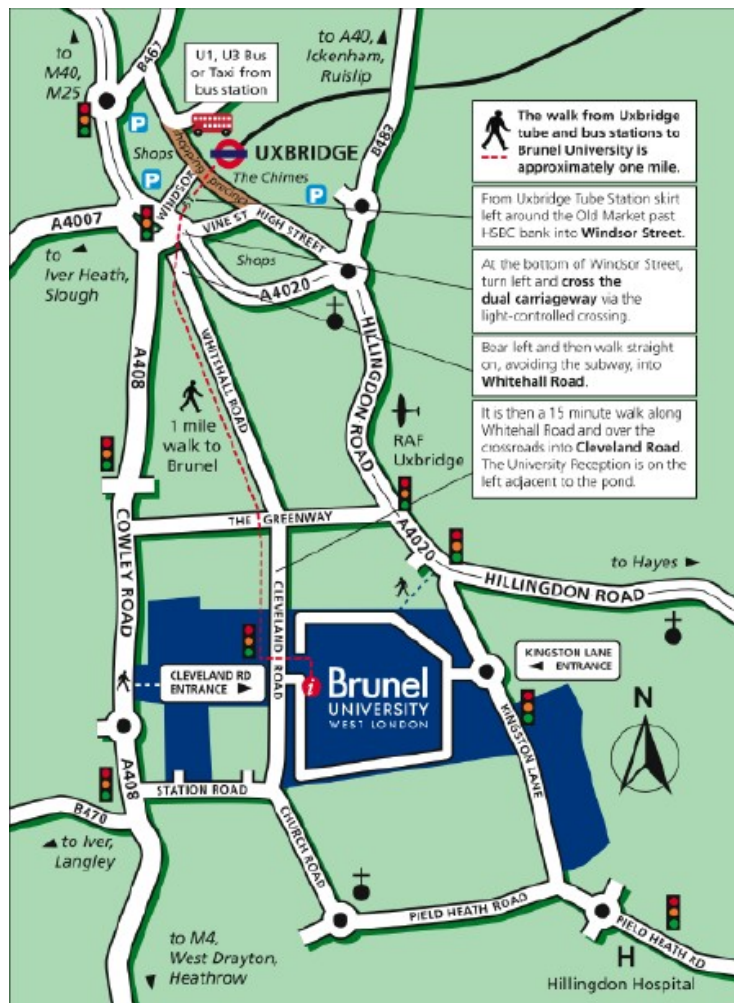 to
M40,
M25
B467
U1, U3 Bus
or Taxi from
bus station
to A40,
Ickenham,
Ruislip
B483
P
Shops
shopping precinct
UXBRIDGE
The Chimes
P
P
WINDSOR ST
VINE ST
HIGH STREET
Shops
A4007
to
Iver Heath,
Slough
A4020
The walk from Uxbridge
tube and bus stations to
Brunel University is
approximately one mile.
From Uxbridge Tube Station skirt
left around the Old Market past
HSBC bank into Windsor Street.
At the bottom of Windsor Street,
turn left and cross the
dual carriageway via the
light-controlled crossing.
Bear left and then walk straight
on, avoiding the subway, into
Whitehall Road.
It is then a 15 minute walk along
Whitehall Road and over the
crossroads into Cleveland Road.
The University Reception is on the
left adjacent to the pond.
A408
WHITEHALL ROAD
HILLINGDON ROAD
1 mile
walk to
Brunel
RAF
Uxbridge
COWLEY ROAD
THE GREENWAY
A4020
to Hayes
HILLINGDON ROAD
CLEVELAND ROAD
CLEVELAND RD
ENTRANCE
i
Brunel
UNIVERSITY
WEST LONDON
KINGSTON LANE
ENTRANCE
KINGSTON LANE
N
A408
STATION ROAD
B470
to Iver,
Langley
CHURCH ROAD
PIELD HEATH ROAD
PIELD HEATH RD
to M4,
West Drayton,
Heathrow
H
Hillingdon Hospital